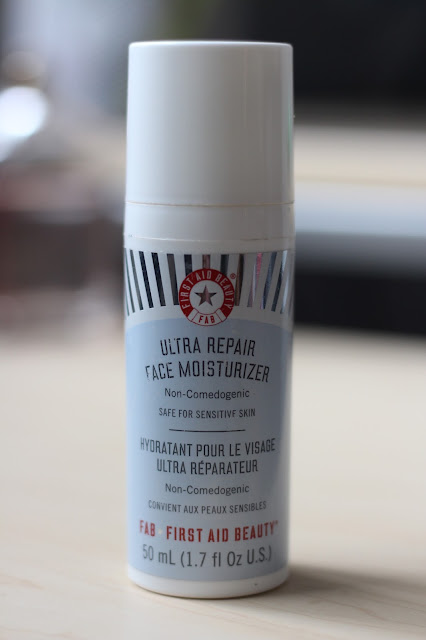 FIRST AID BEAUTY®
FAB
ULTRA REPAIR
FACE MOISTURIZER
Non-Comedogenic
SAFE FOR SENSITIVE SKIN
HYDRATANT POUR LE VISAGE
ULTRA RÉPARATEUR
Non-Comedogenic
CONVIENT AUX PEAUX SENSIBLES
FAB · FIRST AID BEAUTY™
50 mL (1.7 fl Oz U.S.)